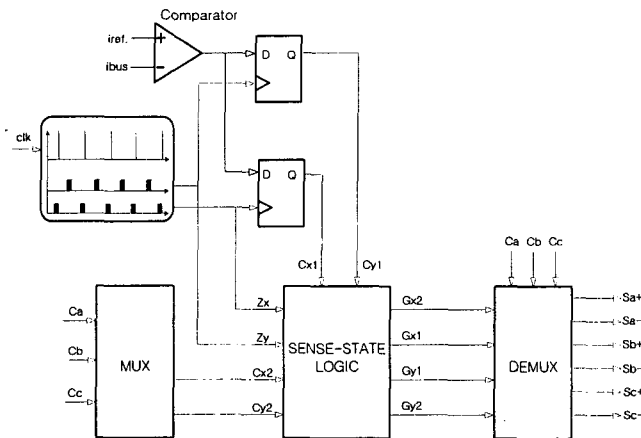 Comparator
iref.
+
ibus
−
D Q
clk
D Q
Cx1 Cy1
Ca Cb Cc
Ca
Cb
Cc
MUX
Zx
Zy
Cx2
Cy2
SENSE-STATE
LOGIC
Gx2
Gx1
Gy1
Gy2
DEMUX
Sa+
Sa-
Sb+
Sb-
Sc+
Sc-